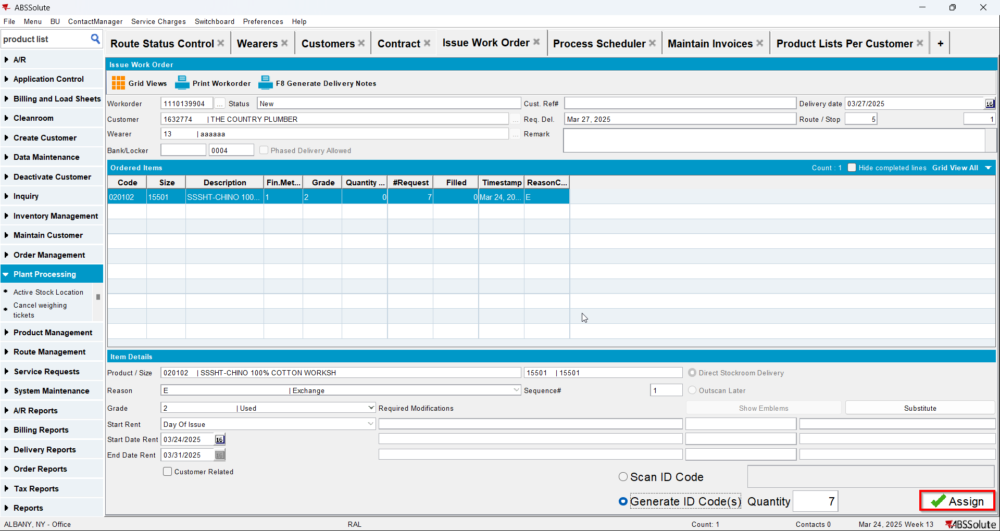 ABSSolute
File Menu BU ContactManager Service Charges Switchboard Preferences Help
product list
Route Status Control Wearers Customers Contract Issue Work Order Process Scheduler Maintain Invoices Product Lists Per Customer +
A/R
Application Control
Billing and Load Sheets
Cleanroom
Create Customer
Data Maintenance
Deactivate Customer
Inquiry
Inventory Management
Maintain Customer
Order Management
Plant Processing
Active Stock Location
Cancel weighing
tickets
Product Management
Route Management
Service Requests
System Maintenance
A/R Reports
Billing Reports
Delivery Reports
Order Reports
Tax Reports
Reports
Issue Work Order
Grid Views Print Workorder F8 Generate Delivery Notes
Workorder 1110139904 ... Status New Cust. Ref# Delivery date 03/27/2025 16
Customer 1632774 | THE COUNTRY PLUMBER ... Req. Del. Mar 27, 2025 Route / Stop 5 1
Wearer 13 | aaaaaa ... Remark
Bank/Locker 0004 Phased Delivery Allowed
Ordered Items Count : 1 Hide completed lines Grid View All
Code Size Description Fin.Met... Grade Quantity ... #Request Filled Timestamp ReasonC...
020102 15501 SSSHT-CHINO 100... 1 2 0 7 0 Mar 24, 20... E
Item Details
Product / Size 020102 | SSSHT-CHINO 100% COTTON WORKSH 15501 | 15501 Direct Stockroom Delivery
Reason E | Exchange Sequence# 1 Outscan Later
Grade 2 | Used Required Modifications Show Emblems Substitute
Start Rent Day Of Issue
Start Date Rent 03/24/2025 16
End Date Rent 03/31/2025 16
Customer Related
Scan ID Code
Generate ID Code(s) Quantity 7 Assign
ALBANY, NY - Office RAL Count: 1 Contacts 0 Mar 24, 2025 Week 13 ABSSolute